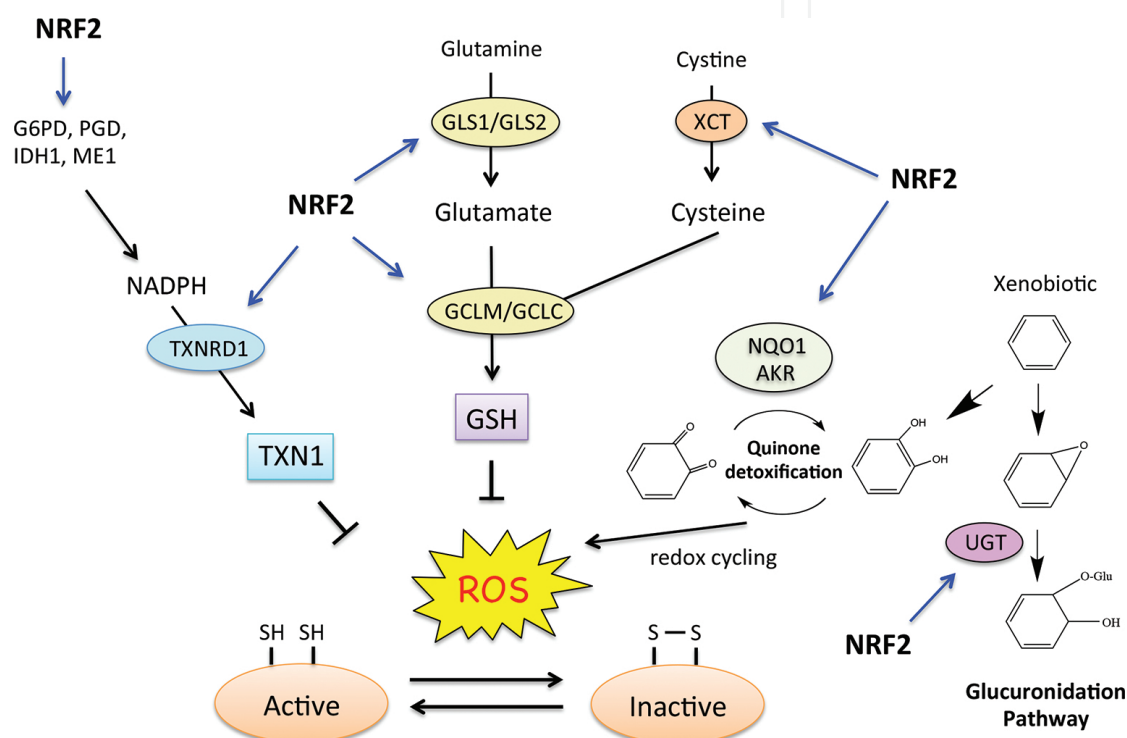 NRF2
G6PD, PGD,
IDH1, ME1
NADPH
TXNRD1
TXN1
NRF2
Glutamine
GLS1/GLS2
Glutamate
GCLM/GCLC
GSH
Cystine
XCT
Cysteine
NRF2
NQO1
AKR
Quinone
detoxification
O
O
OH
OH
redox cycling
ROS
Xenobiotic
O
UGT
O-Glu
OH
NRF2
Glucuronidation
Pathway
SH SH
Active
S S
Inactive